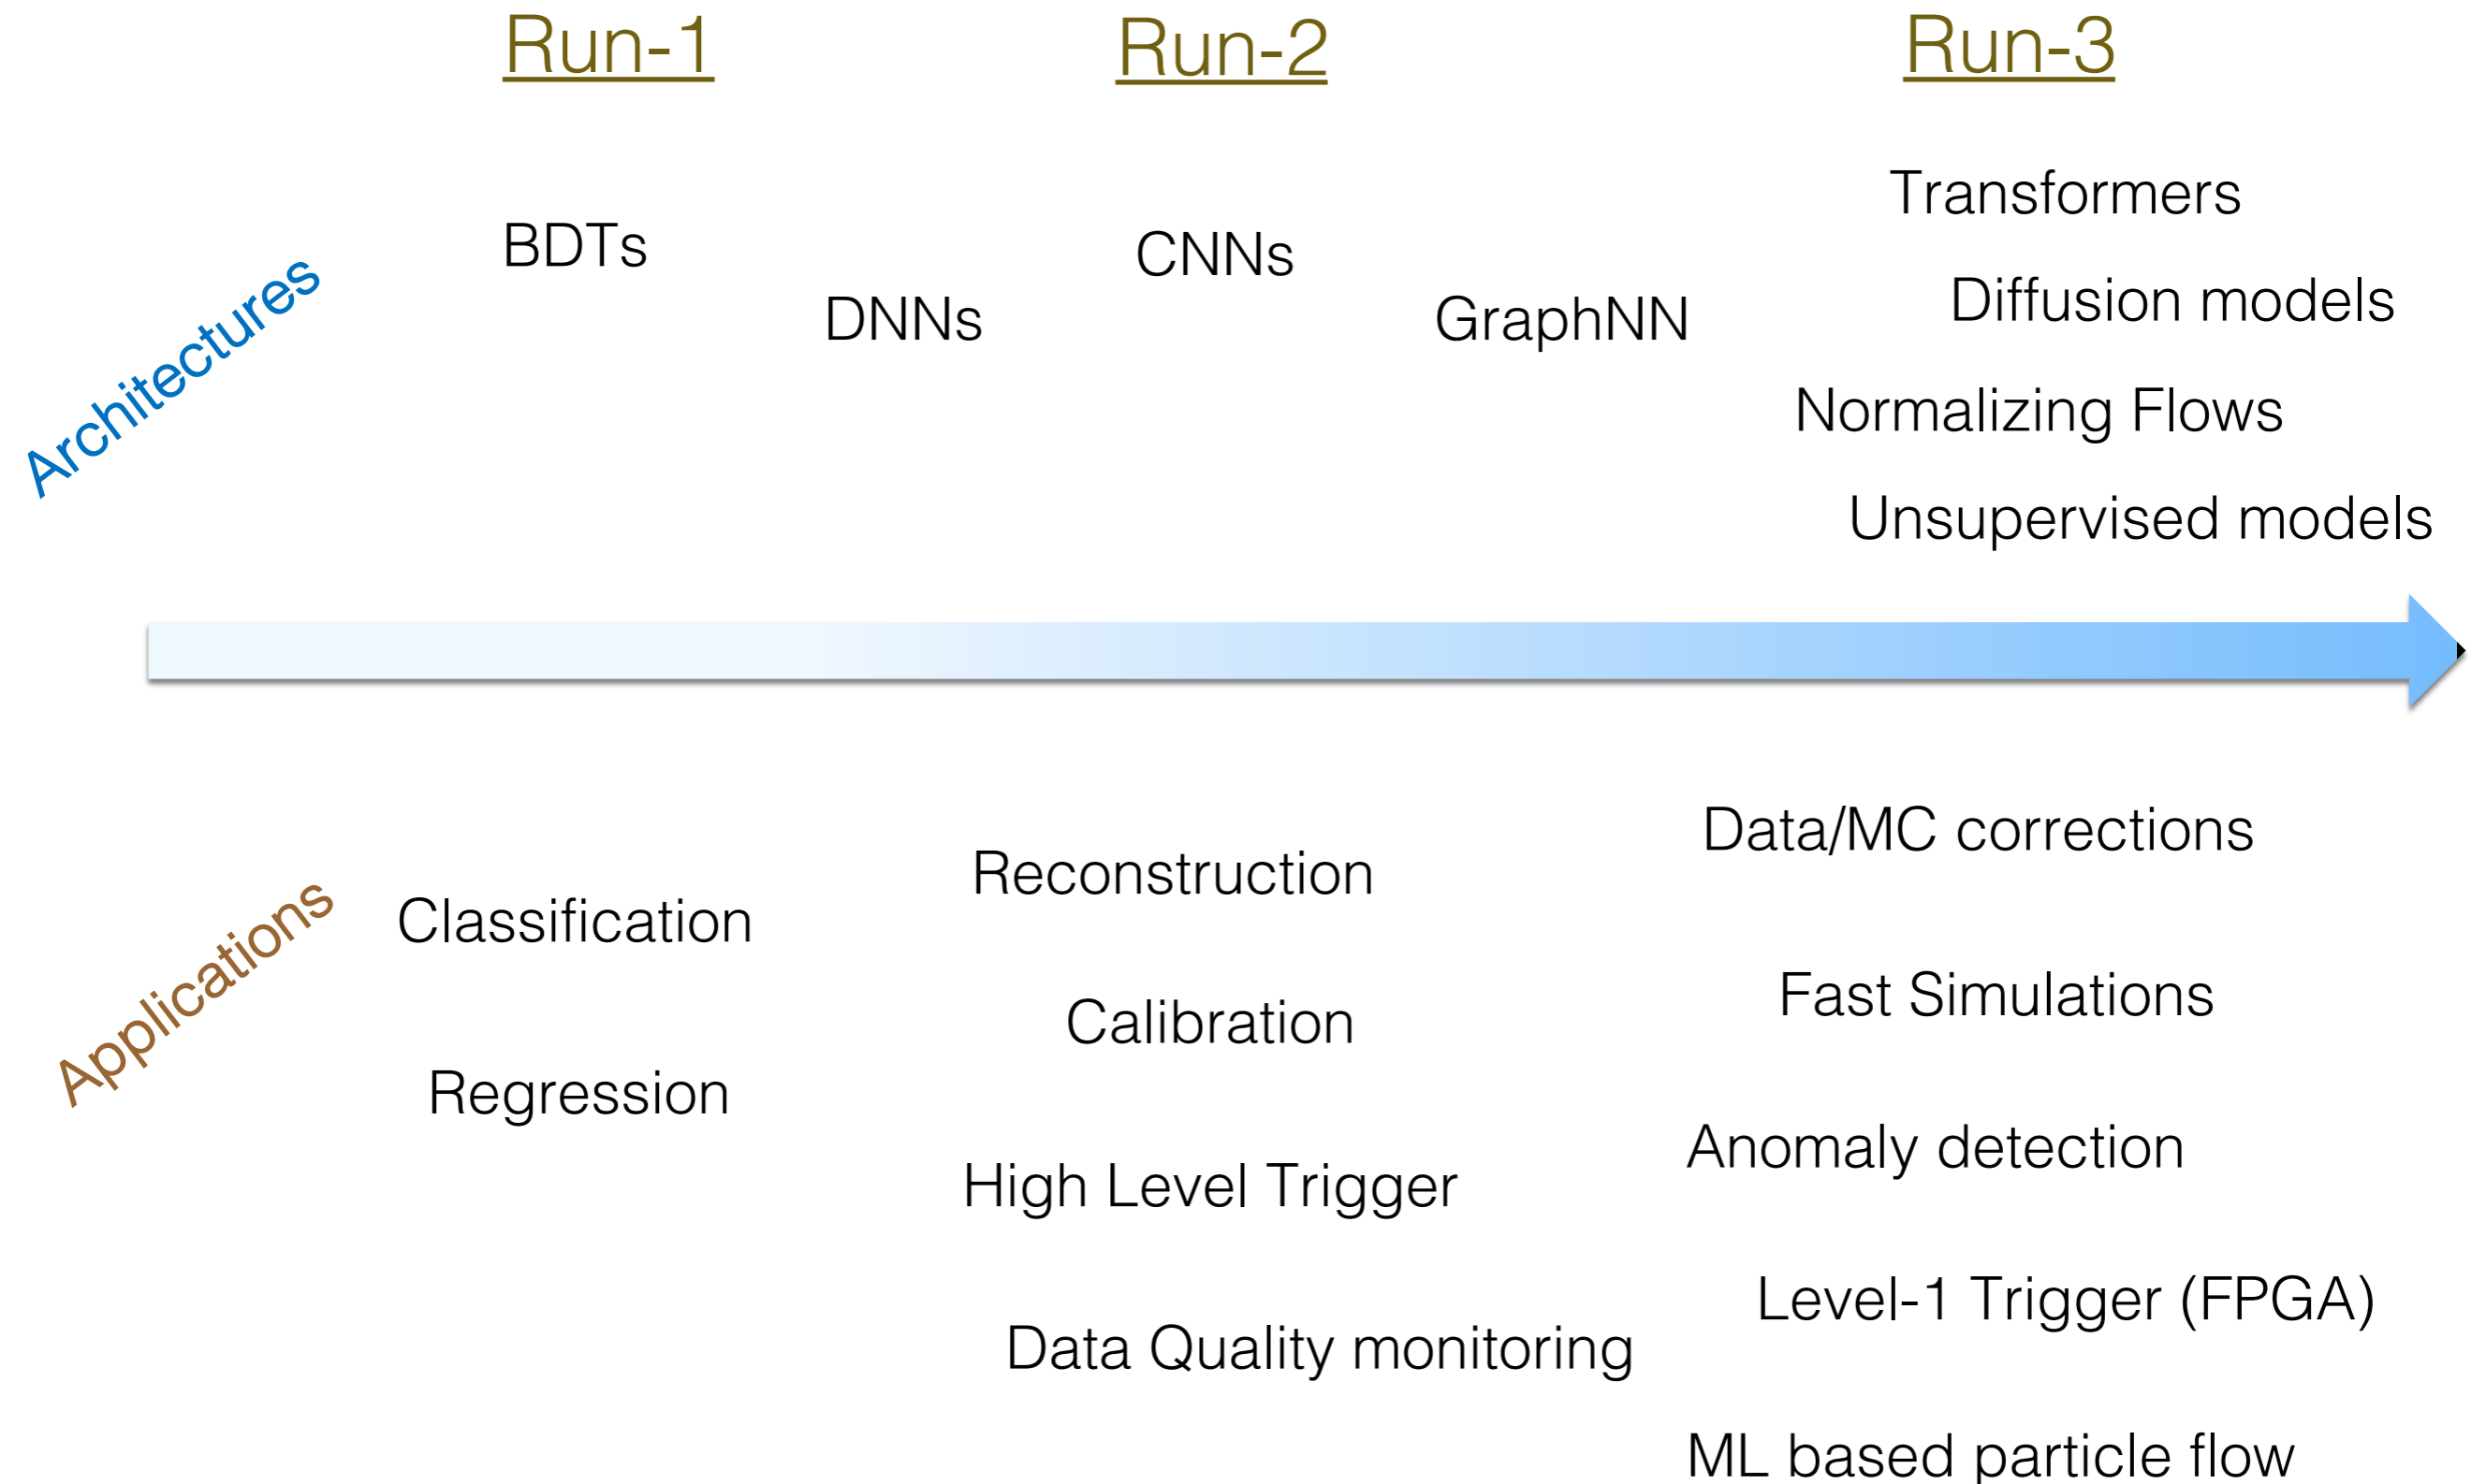 Run-1
Run-2
Run-3
Architectures
BDTs
DNNs
CNNs
GraphNN
Transformers
Diffusion models
Normalizing Flows
Unsupervised models
Applications
Classification
Regression
Reconstruction
Calibration
High Level Trigger
Data Quality monitoring
Data/MC corrections
Fast Simulations
Anomaly detection
Level-1 Trigger (FPGA)
ML based particle flow